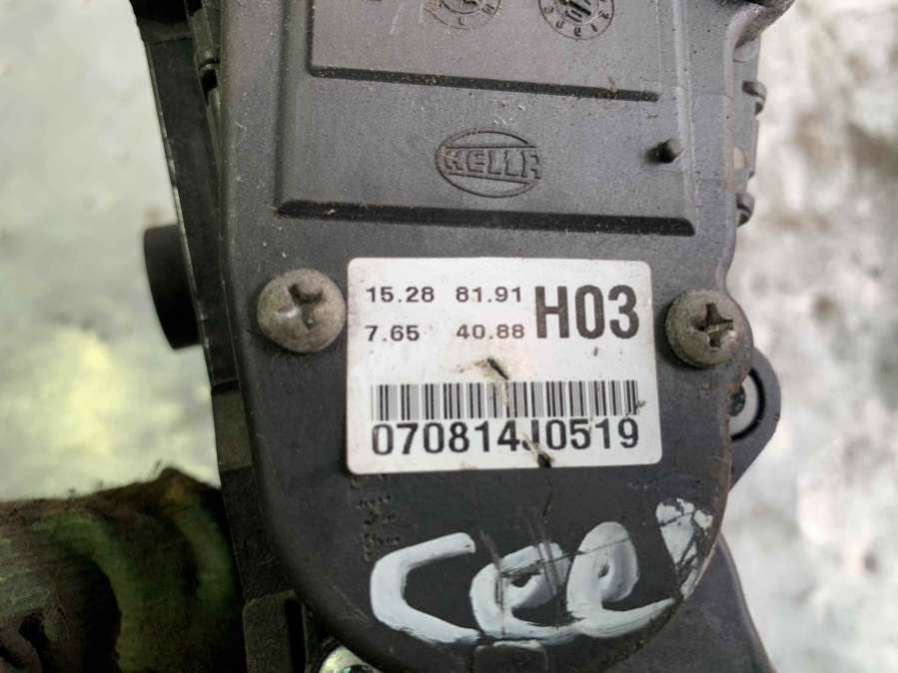 HELLA
15.28 81.91 H03
7.65 40.88
070814J0519
cee